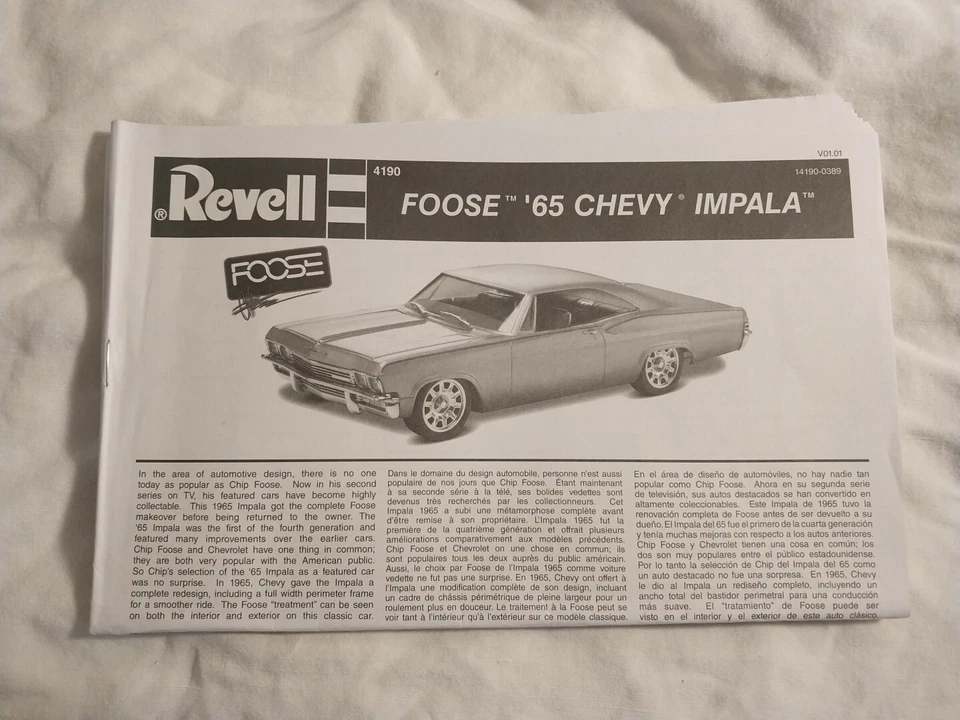 V01.01
®Revell
4190
14190-0389
FOOSE™ '65 CHEVY® IMPALA™
FOOSE
In the area of automotive design, there is no one
today as popular as Chip Foose. Now in his second
series on TV, his featured cars have become highly
collectable. This 1965 Impala got the complete Foose
makeover before being returned to the owner. The
'65 Impala was the first of the fourth generation and
featured many improvements over the earlier cars.
Chip Foose and Chevrolet have one thing in common;
they are both very popular with the American public.
So Chip's selection of the '65 Impala as a featured car
was no surprise. In 1965, Chevy gave the Impala a
complete redesign, including a full width perimeter frame
for a smoother ride. The Foose "treatment" can be seen
on both the interior and exterior on this classic car.
Dans le domaine du design automobile, personne n'est aussi
populaire de nos jours que Chip Foose. Étant maintenant
à sa seconde série à la télé, ses bolides vedettes sont
devenus très recherchés par les collectionneurs. Cet
Impala 1965 a subi une métamorphose complète avant
d'être remise à son propriétaire. L'Impala 1965 fut la
première de la quatrième génération et offrait plusieurs
améliorations comparativement aux modèles précédents.
Chip Foose et Chevrolet on une chose en commun; ils
sont populaires tous les deux auprès du public américain.
Aussi, le choix par Foose de l'Impala 1965 comme voiture
vedette ne fut pas une surprise. En 1965, Chevy ont offert à
l'Impala une modification complète de son design, incluant
un cadre de châssis périmétrique de pleine largeur pour un
roulement plus en douceur. Le traitement à la Foose peut se
voir tant à l'intérieur qu'à l'extérieur sur ce modèle classique.
En el área de diseño de automóviles, no hay nadie tan
popular como Chip Foose. Ahora en su segunda serie
de televisión, sus autos destacados se han convertido en
altamente coleccionables. Este Impala de 1965 tuvo la
renovación completa de Foose antes de ser devuelto a su
dueño. El Impala del 65 fue el primero de la cuarta generación
y tenía muchas mejoras con respecto a los autos anteriores.
Chip Foose y Chevrolet tienen una cosa en común; los
dos son muy populares entre el público estadounidense.
Por lo tanto la selección de Chip del Impala del 65 como
un auto destacado no fue una sorpresa. En 1965, Chevy
le dio al Impala un rediseño completo, incluyendo un
ancho total del bastidor perimetral para una conducción
más suave. El "tratamiento" de Foose puede ser
visto en el interior y el exterior de este auto clásico.